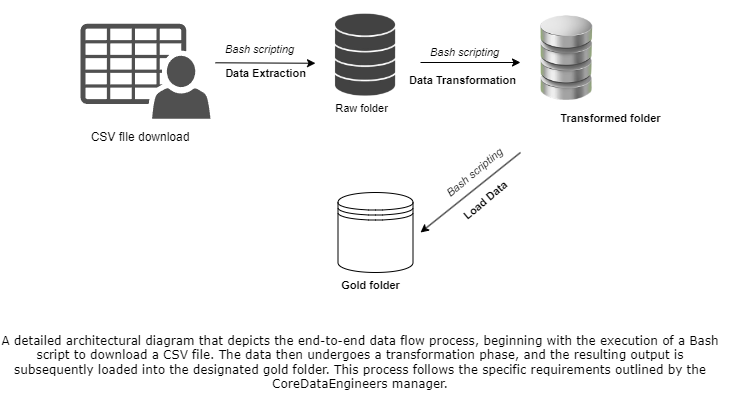 Bash scripting
Data Extraction
Bash scripting
Data Transformation
CSV file download
Raw folder
Transformed folder
Bash scripting
Load Data
Gold folder
A detailed architectural diagram that depicts the end-to-end data flow process, beginning with the execution of a Bash
script to download a CSV file. The data then undergoes a transformation phase, and the resulting output is
subsequently loaded into the designated gold folder. This process follows the specific requirements outlined by the
CoreDataEngineers manager.